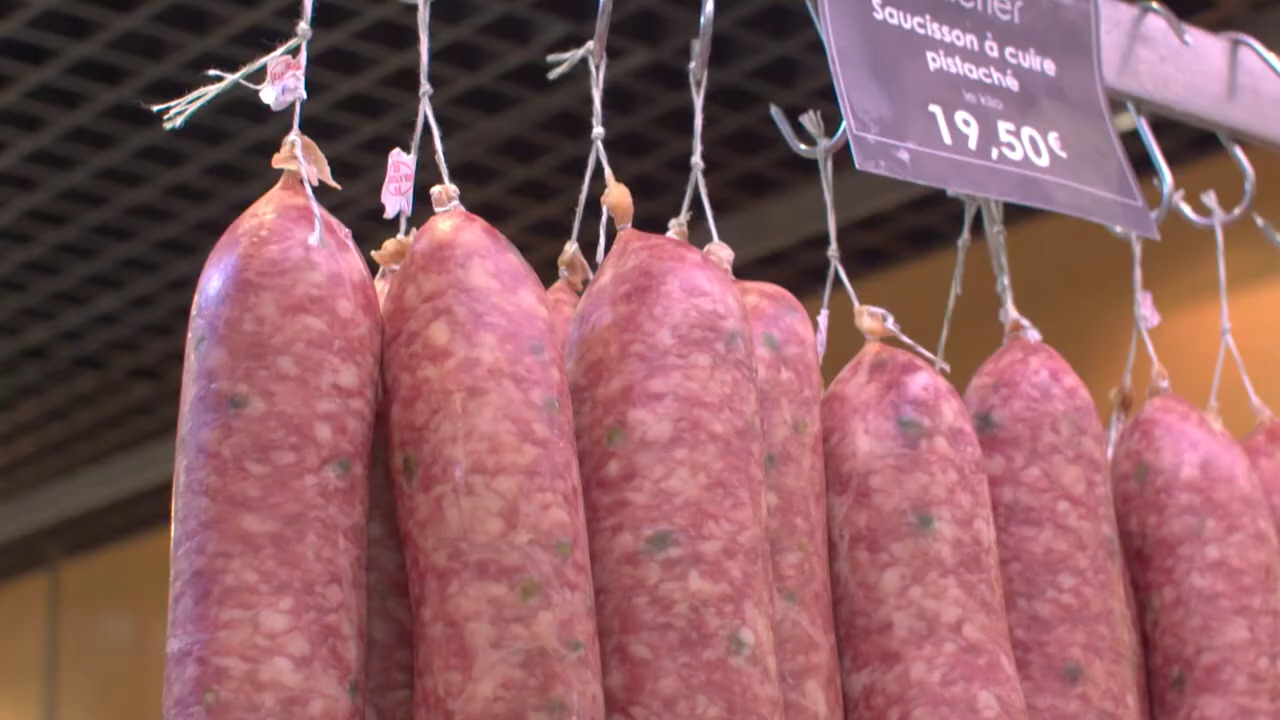 Saucisson à cuire
pistaché
le kilo
19,50€